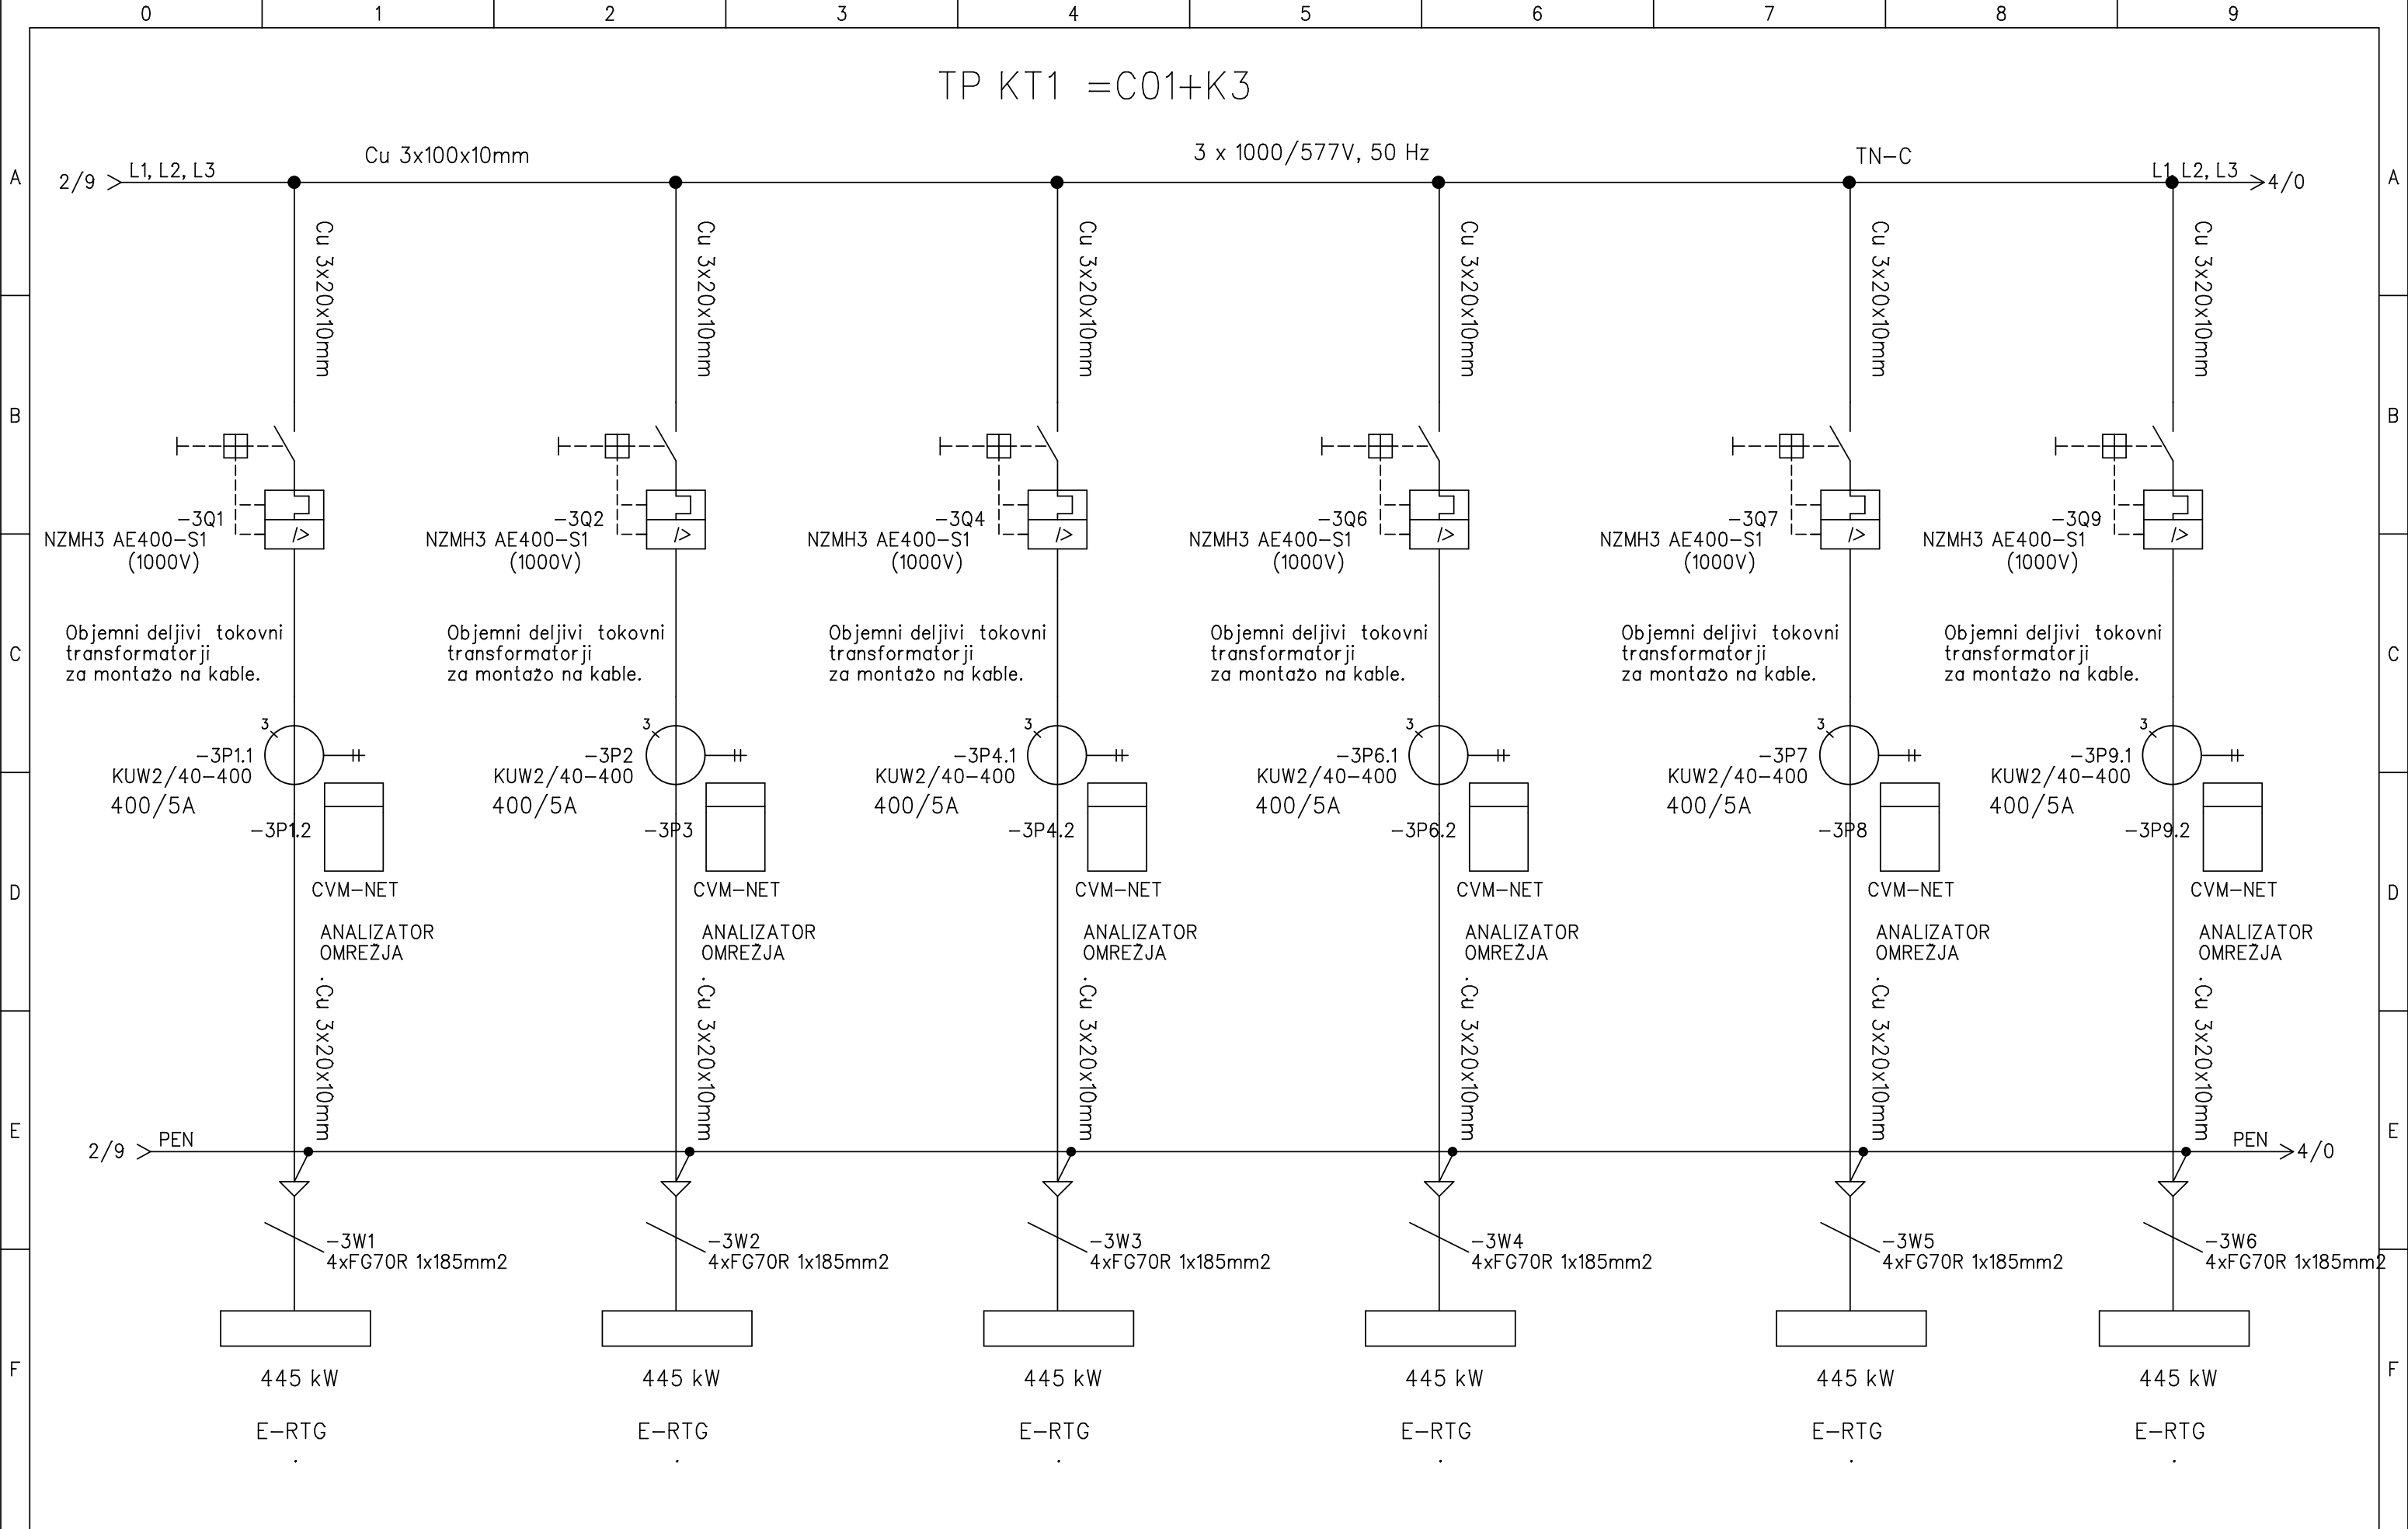 0 1 2 3 4 5 6 7 8 9
TP KT1 =C01+K3
A A
2/9 L1, L2, L3 Cu 3x100x10mm 3 x 1000/577V, 50 Hz TN-C L1, L2, L3 4/0
Cu 3x20x10mm Cu 3x20x10mm Cu 3x20x10mm Cu 3x20x10mm Cu 3x20x10mm Cu 3x20x10mm
B B
-3Q1 -3Q2 -3Q4 -3Q6 -3Q7 -3Q9
NZMH3 AE400-S1 NZMH3 AE400-S1 NZMH3 AE400-S1 NZMH3 AE400-S1 NZMH3 AE400-S1 NZMH3 AE400-S1
(1000V) (1000V) (1000V) (1000V) (1000V) (1000V)
I> I> I> I> I> I>
Objemni deljivi tokovni Objemni deljivi tokovni Objemni deljivi tokovni Objemni deljivi tokovni Objemni deljivi tokovni Objemni deljivi tokovni
C transformatorji transformatorji transformatorji transformatorji transformatorji transformatorji C
za montažo na kable. za montažo na kable. za montažo na kable. za montažo na kable. za montažo na kable. za montažo na kable.
3 3 3 3 3 3
-3P1.1 -3P2 -3P4.1 -3P6.1 -3P7 -3P9.1
KUW2/40-400 KUW2/40-400 KUW2/40-400 KUW2/40-400 KUW2/40-400 KUW2/40-400
400/5A 400/5A 400/5A 400/5A 400/5A 400/5A
-3P1.2 -3P3 -3P4.2 -3P6.2 -3P8 -3P9.2
D CVM-NET CVM-NET CVM-NET CVM-NET CVM-NET CVM-NET D
ANALIZATOR ANALIZATOR ANALIZATOR ANALIZATOR ANALIZATOR ANALIZATOR
OMREŽJA OMREŽJA OMREŽJA OMREŽJA OMREŽJA OMREŽJA
. . . . . .
Cu 3x20x10mm Cu 3x20x10mm Cu 3x20x10mm Cu 3x20x10mm Cu 3x20x10mm Cu 3x20x10mm
E E
2/9 PEN PEN 4/0
-3W1 -3W2 -3W3 -3W4 -3W5 -3W6
4xFG70R 1x185mm2 4xFG70R 1x185mm2 4xFG70R 1x185mm2 4xFG70R 1x185mm2 4xFG70R 1x185mm2 4xFG70R 1x185mm2
F 445 kW 445 kW 445 kW 445 kW 445 kW 445 kW F
E-RTG E-RTG E-RTG E-RTG E-RTG E-RTG
. . . . . .